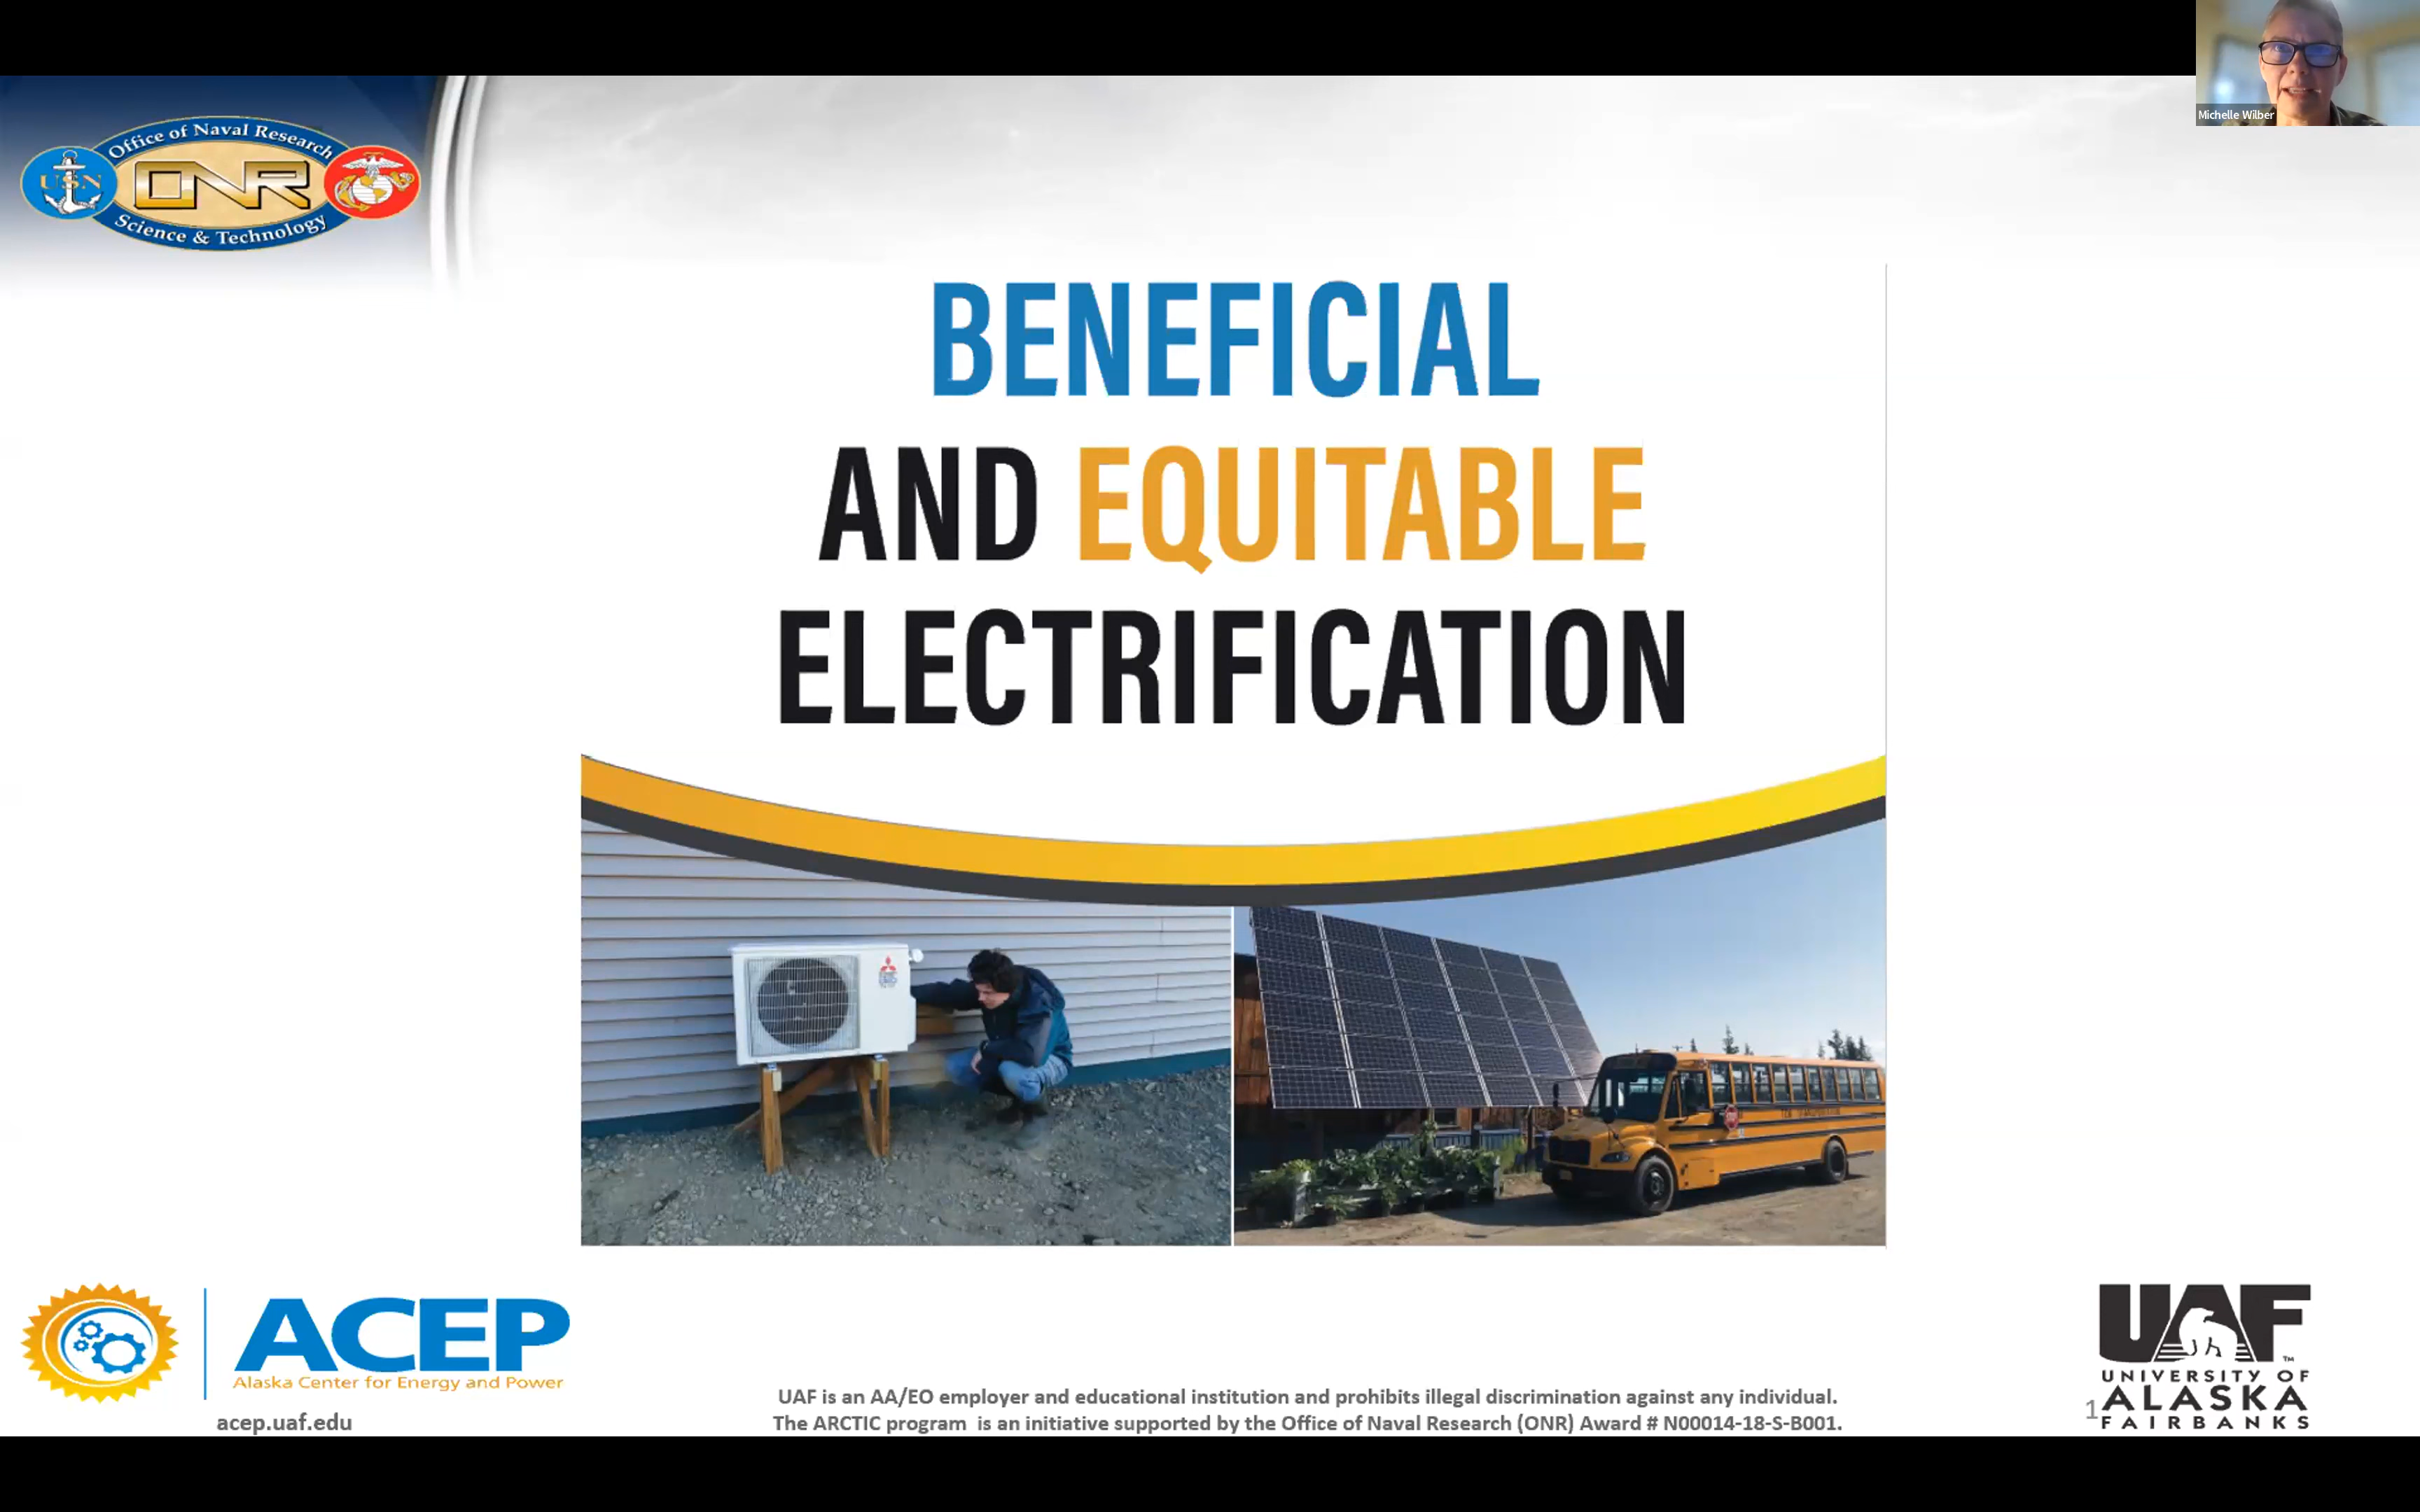 Michelle Wilber
Office of Naval Research
USN
ONR
Science & Technology
BENEFICIAL
AND EQUITABLE
ELECTRIFICATION
ACEP
Alaska Center for Energy and Power
acep.uaf.edu
UAF is an AA/EO employer and educational institution and prohibits illegal discrimination against any individual.
The ARCTIC program is an initiative supported by the Office of Naval Research (ONR) Award # N00014-18-S-B001.
UAF
TM
UNIVERSITY OF
ALASKA
FAIRBANKS
1